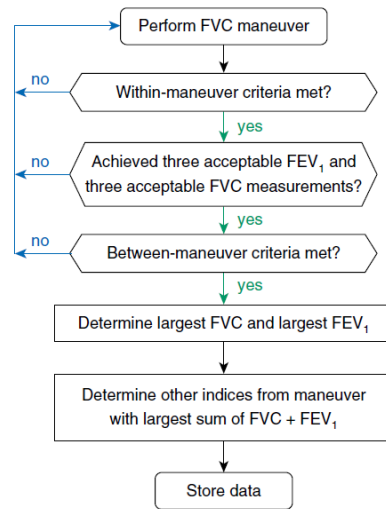 Perform FVC maneuver
no
Within-maneuver criteria met?
yes
no
Achieved three acceptable FEV₁ and
three acceptable FVC measurements?
yes
no
Between-maneuver criteria met?
yes
Determine largest FVC and largest FEV₁
Determine other indices from maneuver
with largest sum of FVC + FEV₁
Store data